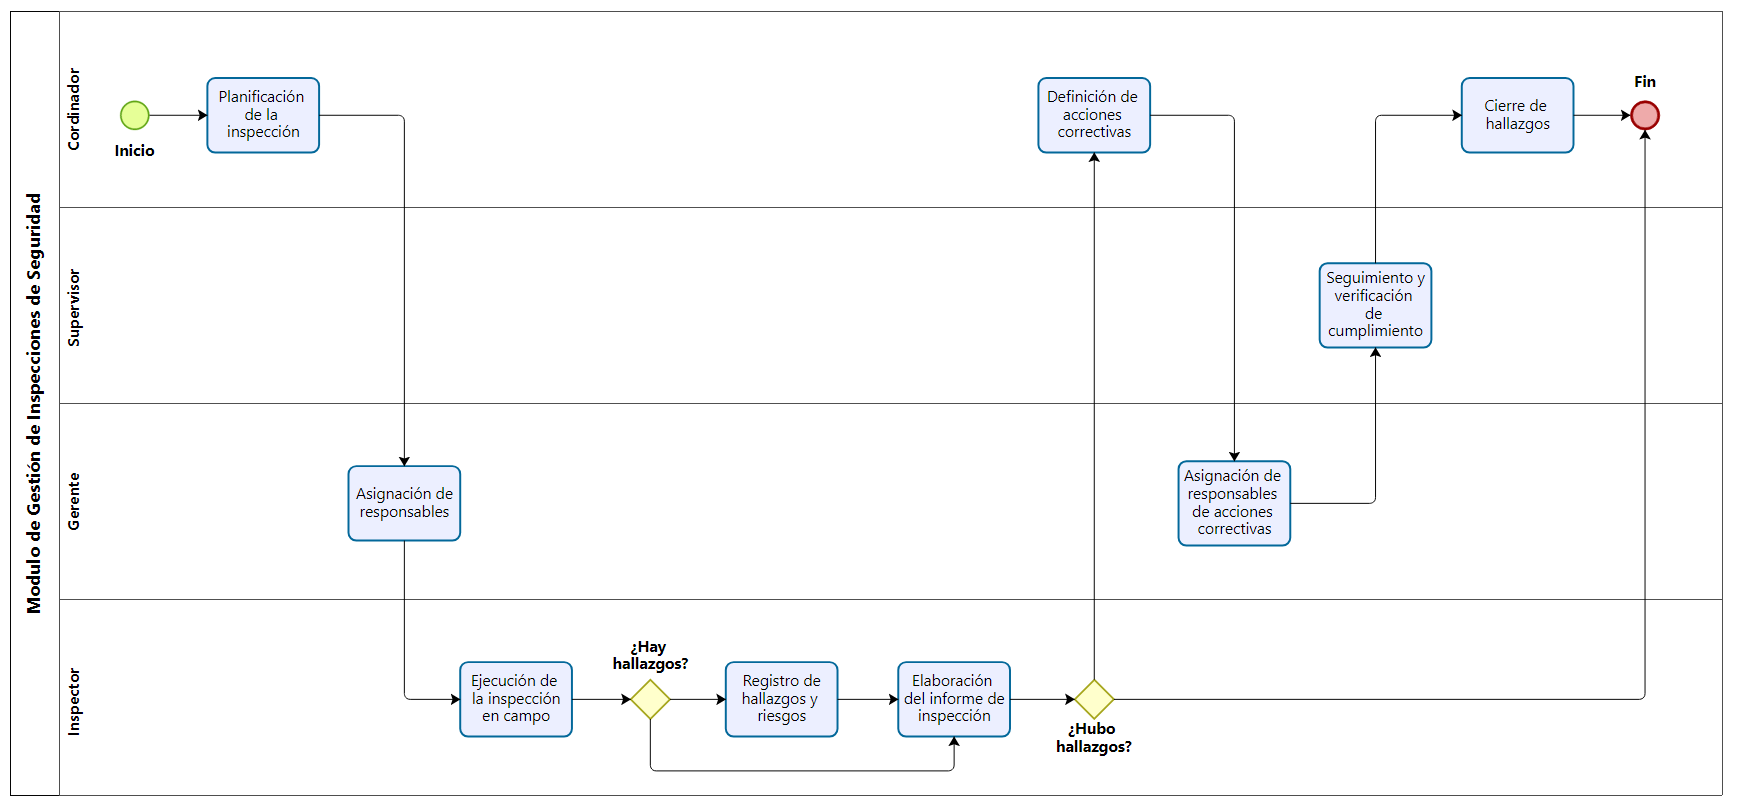 Modulo de Gestión de Inspecciones de Seguridad
Cordinador
Inicio
Planificación
de la
inspección
Definición de
acciones
correctivas
Cierre de
hallazgos
Fin
Supervisor
Seguimiento y
verificación
de
cumplimiento
Gerente
Asignación de
responsables
Asignación de
responsables
de acciones
correctivas
Inspector
Ejecución de
la inspección
en campo
¿Hay
hallazgos?
Registro de
hallazgos y
riesgos
Elaboración
del informe de
inspección
¿Hubo
hallazgos?